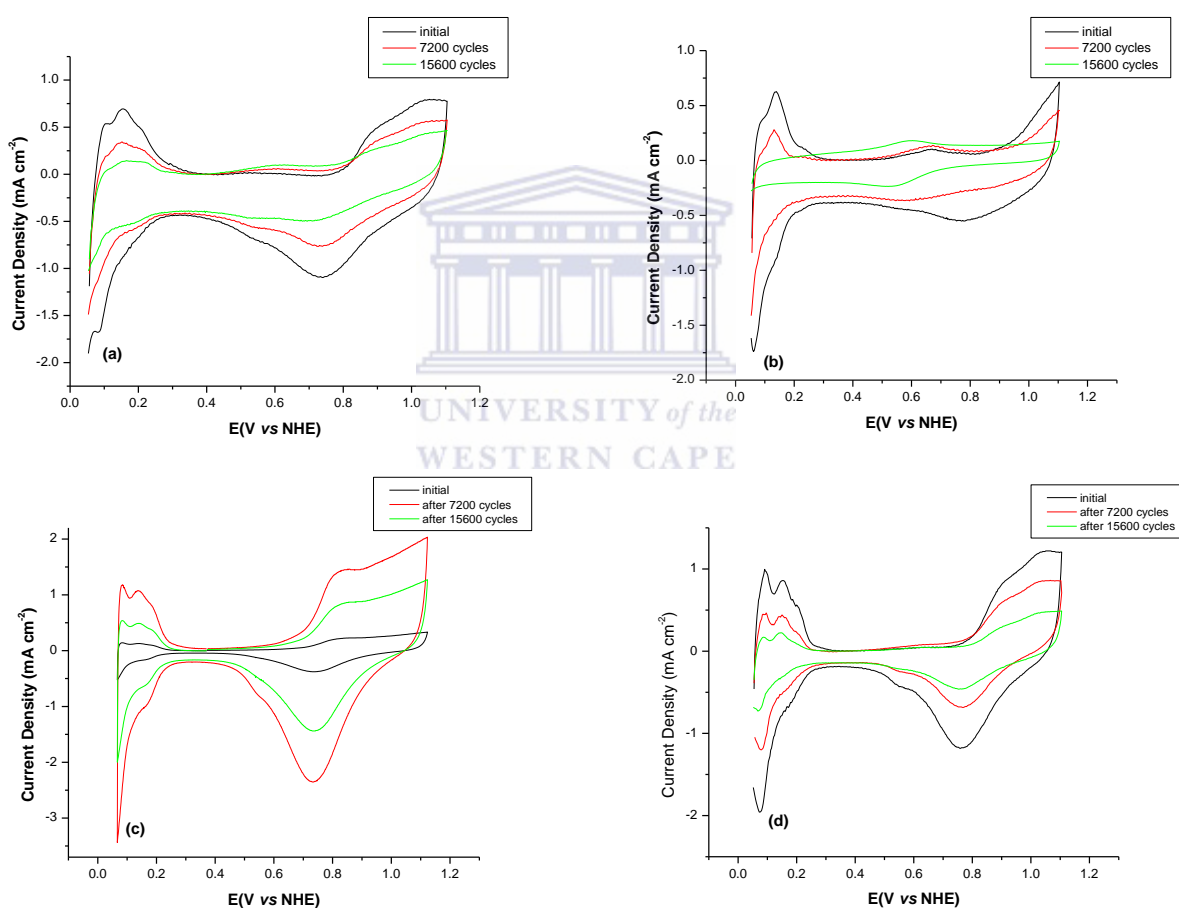 initial
7200 cycles
15600 cycles
1.0
0.5
0.0
-0.5
-1.0
-1.5
-2.0
Current Density (mA cm-2)
(a)
0.0 0.2 0.4 0.6 0.8 1.0 1.2
E(V vs NHE)
initial
7200 cycles
15600 cycles
1.0
0.5
0.0
-0.5
-1.0
-1.5
-2.0
Current Density (mA cm-2)
(b)
0.0 0.2 0.4 0.6 0.8 1.0 1.2
E(V vs NHE)
UNIVERSITY of the
WESTERN CAPE
initial
after 7200 cycles
after 15600 cycles
2
1
0
-1
-2
-3
Current Density (mA cm-2)
(c)
0.0 0.2 0.4 0.6 0.8 1.0 1.2
E(V vs NHE)
initial
after 7200 cycles
after 15600 cycles
1
0
-1
-2
Current Density (mA cm-2)
(d)
0.0 0.2 0.4 0.6 0.8 1.0 1.2
E(V vs NHE)